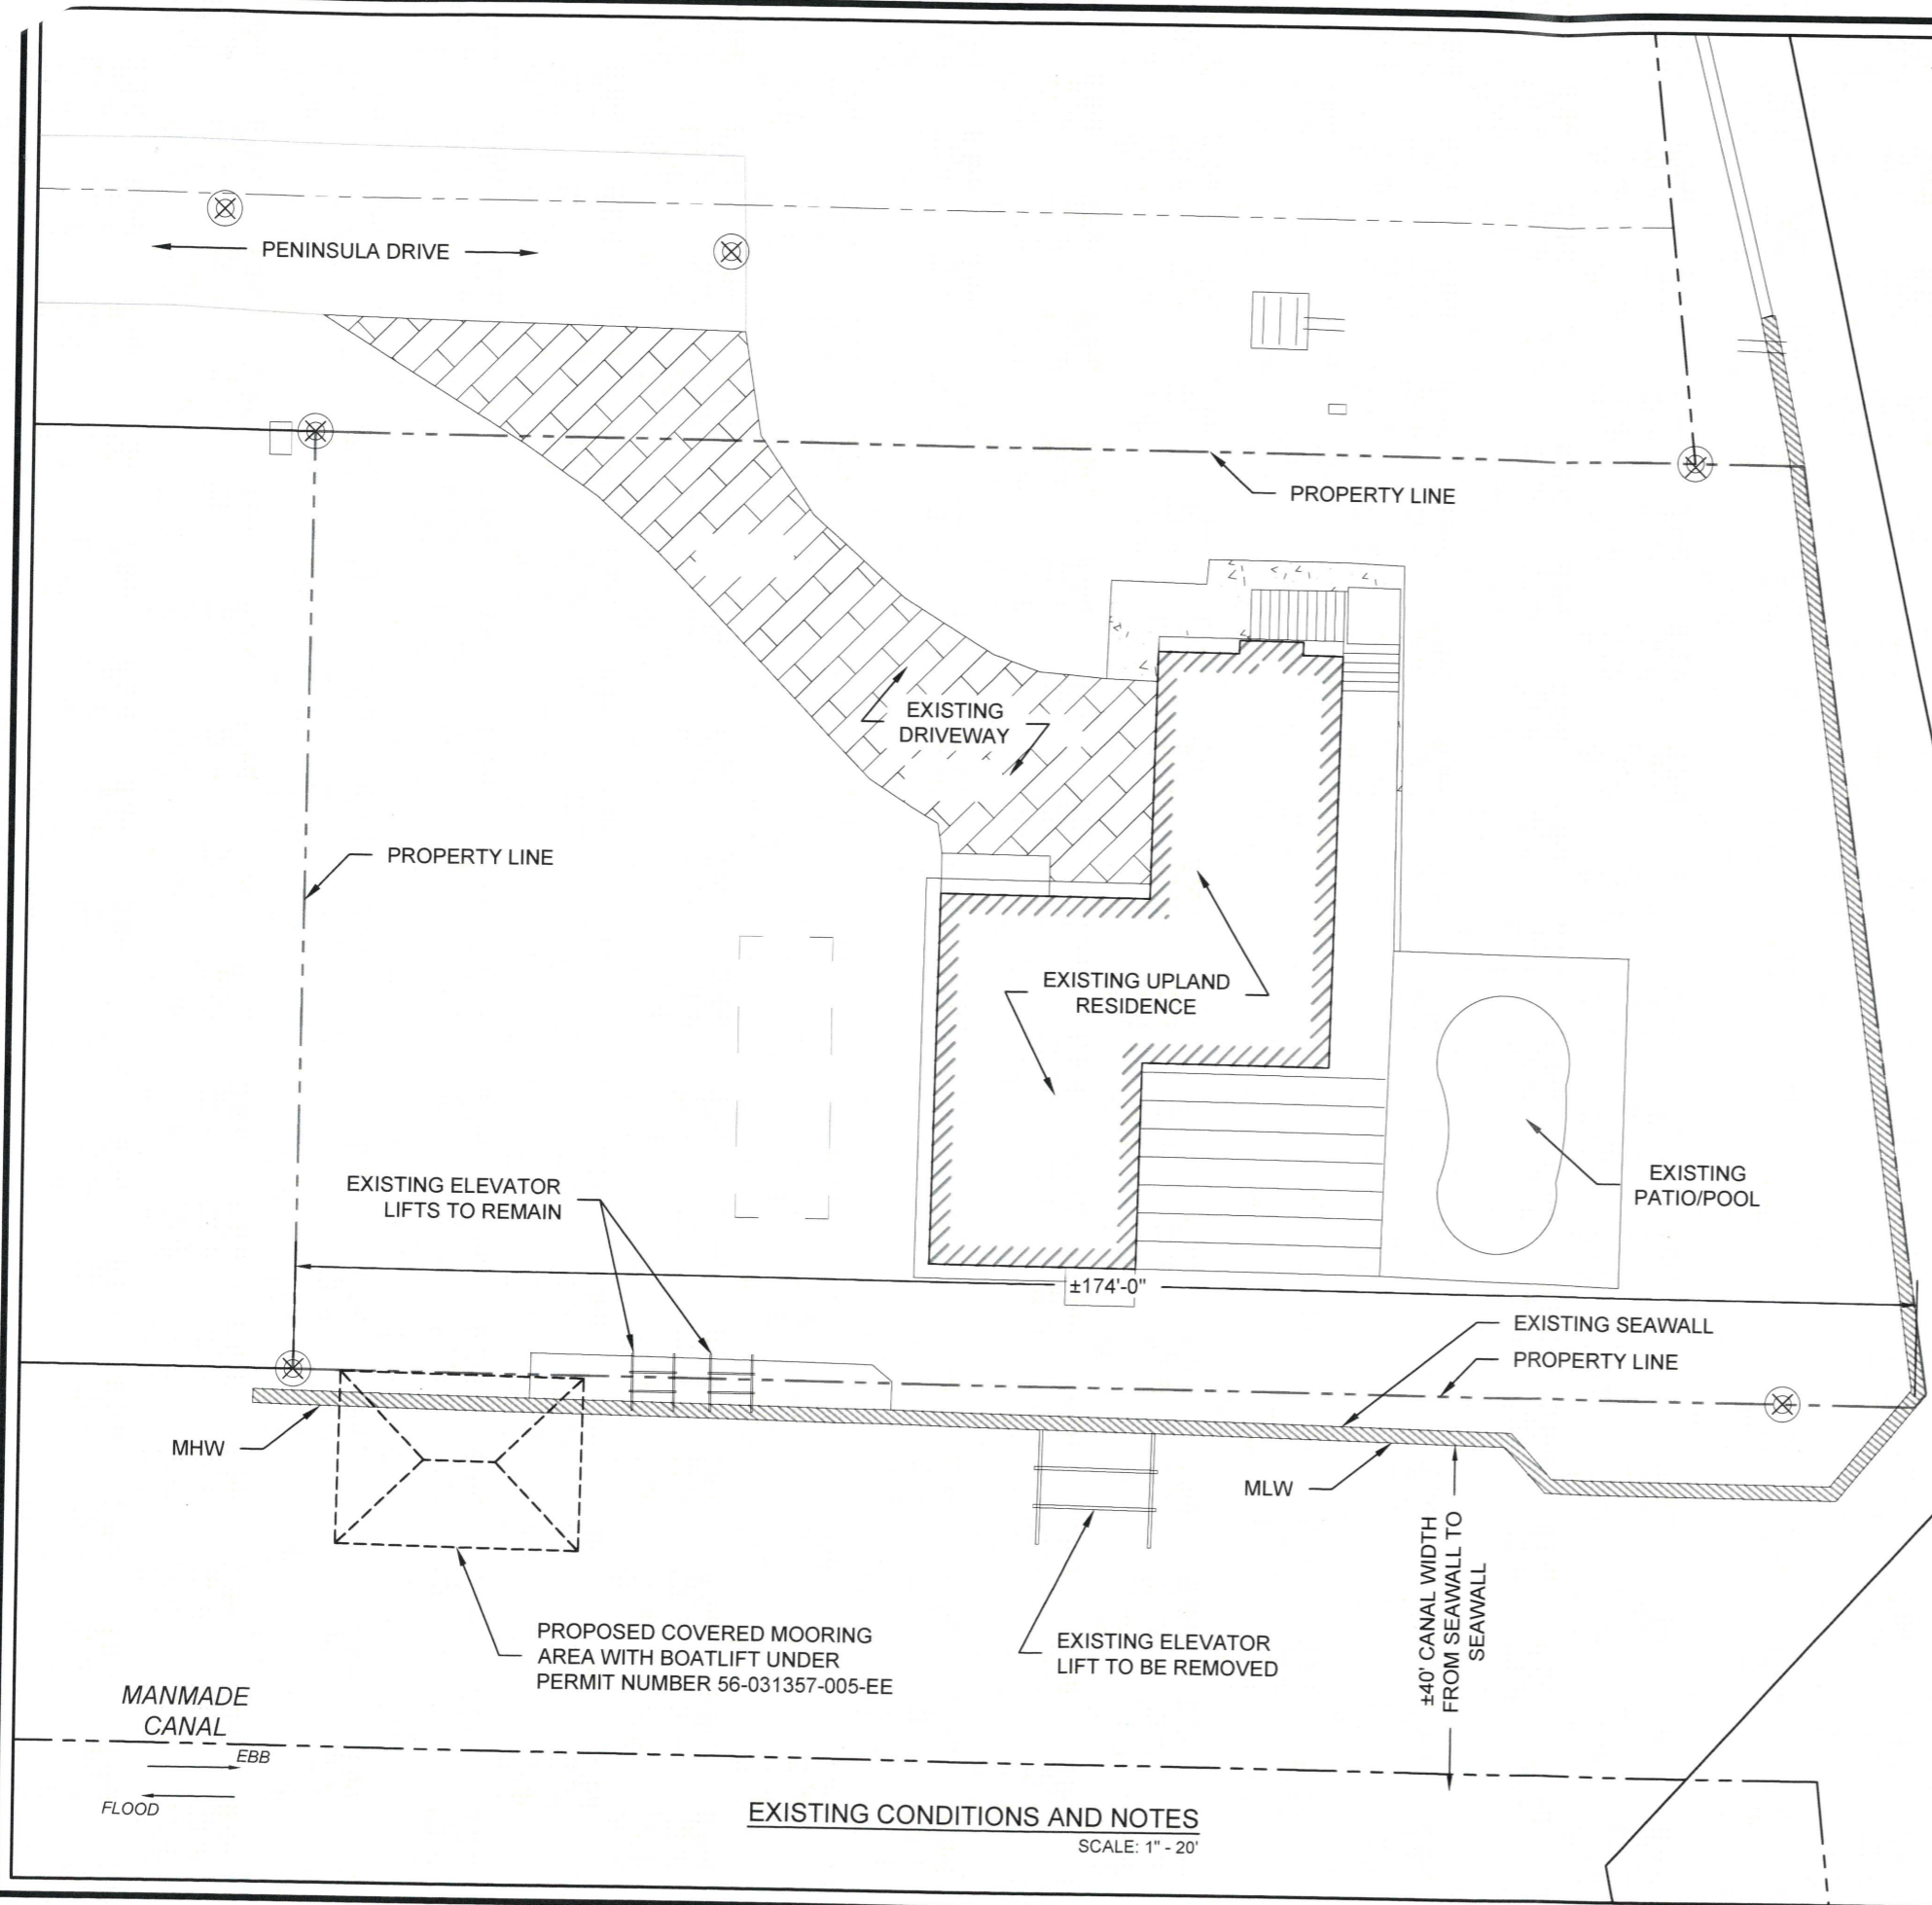 PENINSULA DRIVE
PROPERTY LINE
EXISTING
DRIVEWAY
PROPERTY LINE
EXISTING UPLAND
RESIDENCE
EXISTING
PATIO/POOL
EXISTING ELEVATOR
LIFTS TO REMAIN
±174'-0"
EXISTING SEAWALL
PROPERTY LINE
MHW
MLW
±40' CANAL WIDTH
FROM SEAWALL TO
SEAWALL
PROPOSED COVERED MOORING
AREA WITH BOATLIFT UNDER
PERMIT NUMBER 56-031357-005-EE
EXISTING ELEVATOR
LIFT TO BE REMOVED
MANMADE
CANAL
EBB
FLOOD
EXISTING CONDITIONS AND NOTES
SCALE: 1" - 20'